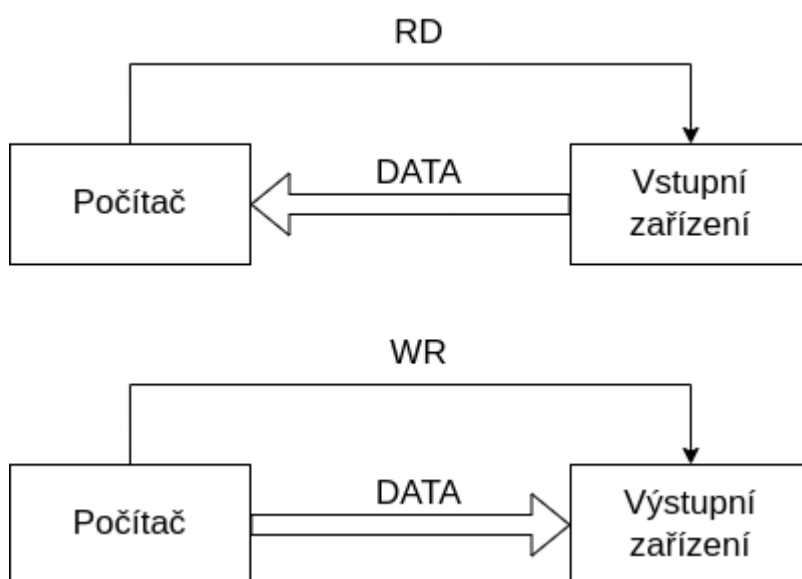 RD
Počítač
DATA
Vstupní
zařízení
WR
Počítač
DATA
Výstupní
zařízení